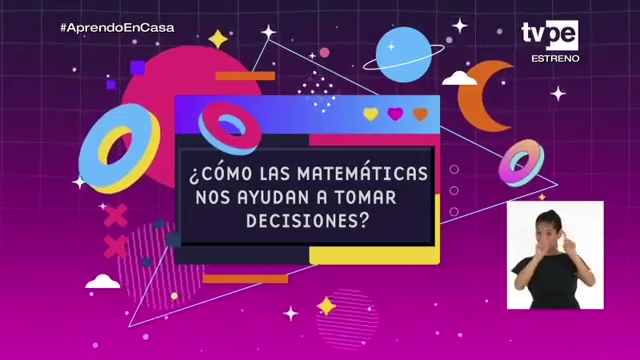 #AprendoEnCasa
tvpe
ESTRENO
¿CÓMO LAS MATEMÁTICAS
NOS AYUDAN A TOMAR
DECISIONES?